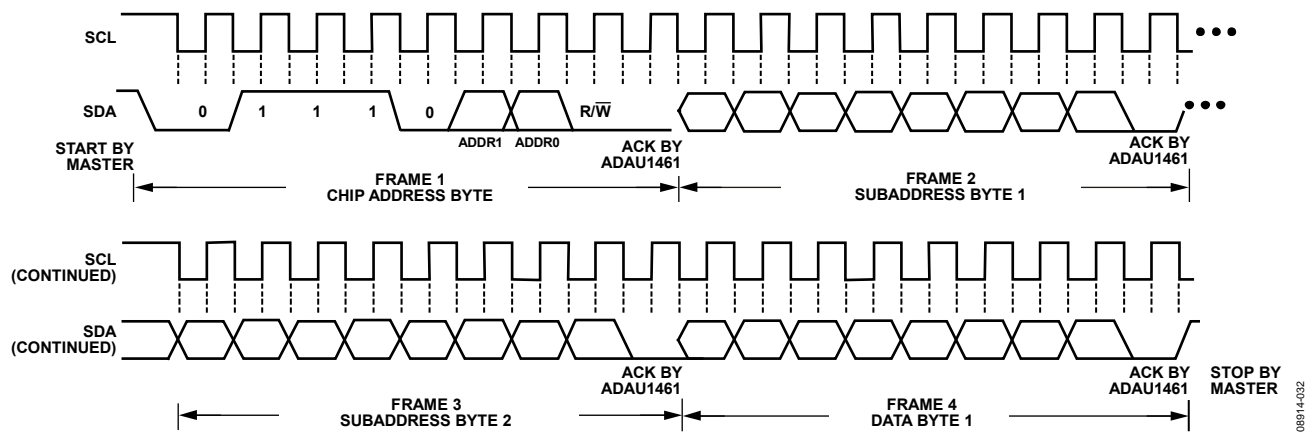 SCL
SDA
0 1 1 1 0 R/W̅
ADDR1 ADDR0
START BY
MASTER
ACK BY
ADAU1461
ACK BY
ADAU1461
FRAME 1
CHIP ADDRESS BYTE
FRAME 2
SUBADDRESS BYTE 1
SCL
(CONTINUED)
SDA
(CONTINUED)
ACK BY
ADAU1461
ACK BY
ADAU1461
STOP BY
MASTER
FRAME 3
SUBADDRESS BYTE 2
FRAME 4
DATA BYTE 1
08914-032